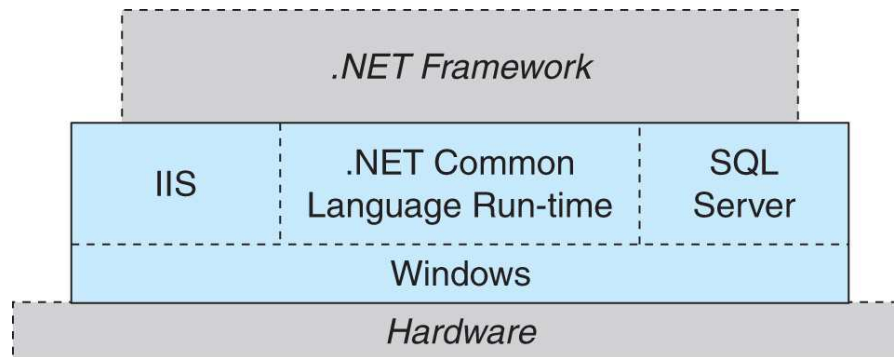 .NET Framework
IIS
.NET Common
Language Run-time
SQL
Server
Windows
Hardware